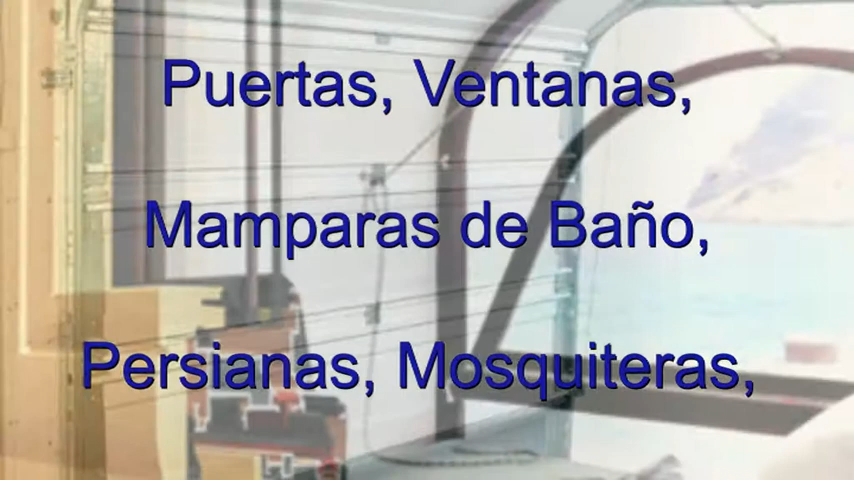 Puertas, Ventanas,
Mamparas de Baño,
Persianas, Mosquiteras,